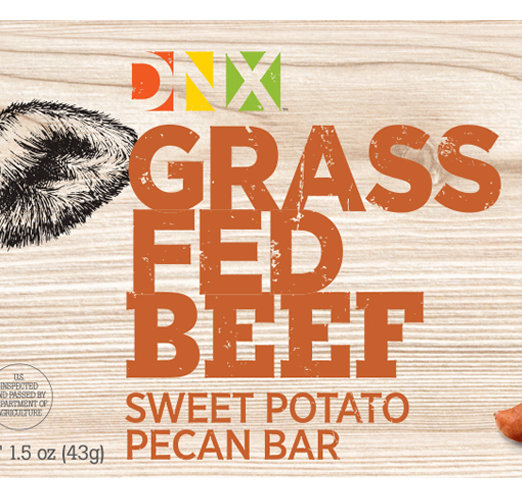 DNX
™
GRASS
FED
BEEF
SWEET POTATO
PECAN BAR
U.S.
INSPECTED
AND PASSED BY
DEPARTMENT OF
AGRICULTURE
1.5 oz (43g)